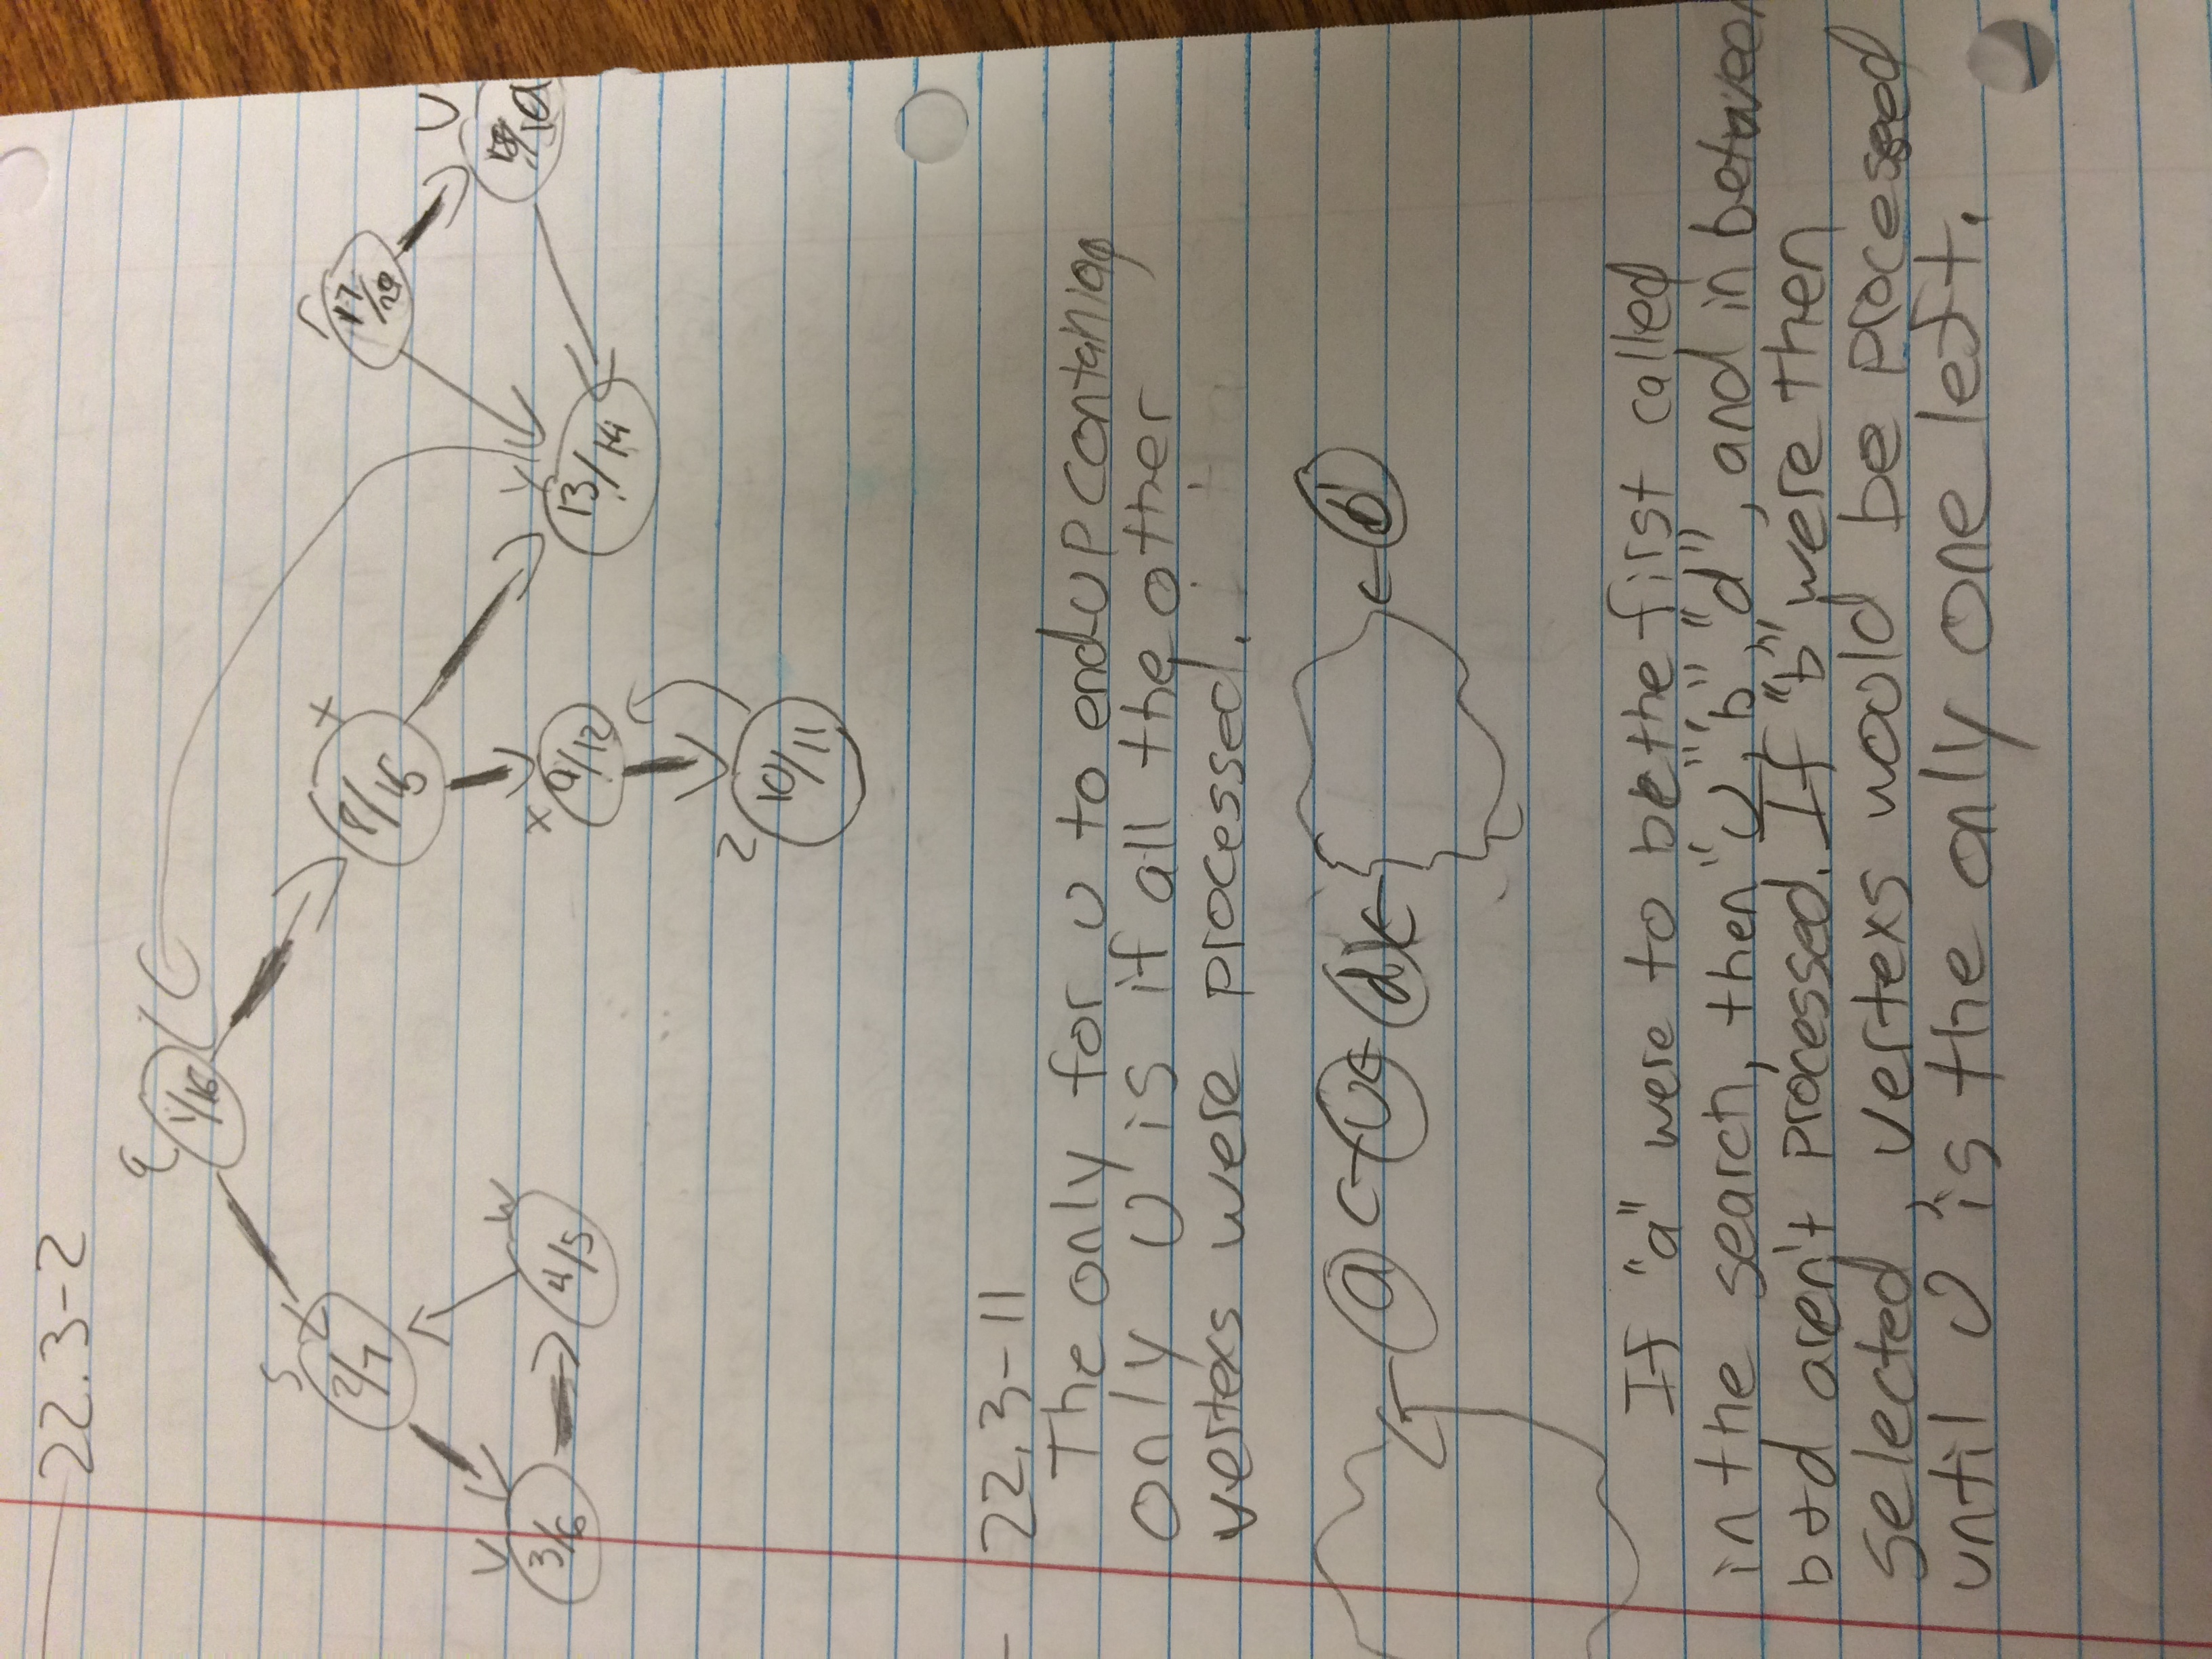 22.3-2
q
1/16
s
2/7
x
8/15
r
17/20
U
V
3/6
w
4/5
x
9/12
y
13/14
z
10/11
22.3-11
The only for U to end up containiag
only U is if all the other
vertexs were processed.
a U d b
If "a" were to be the first called
in the search, then "U", "b", "d", and in between
b+d aren't processed. If "b" were then
selected, vertexs would be processed
until U is the only one left.